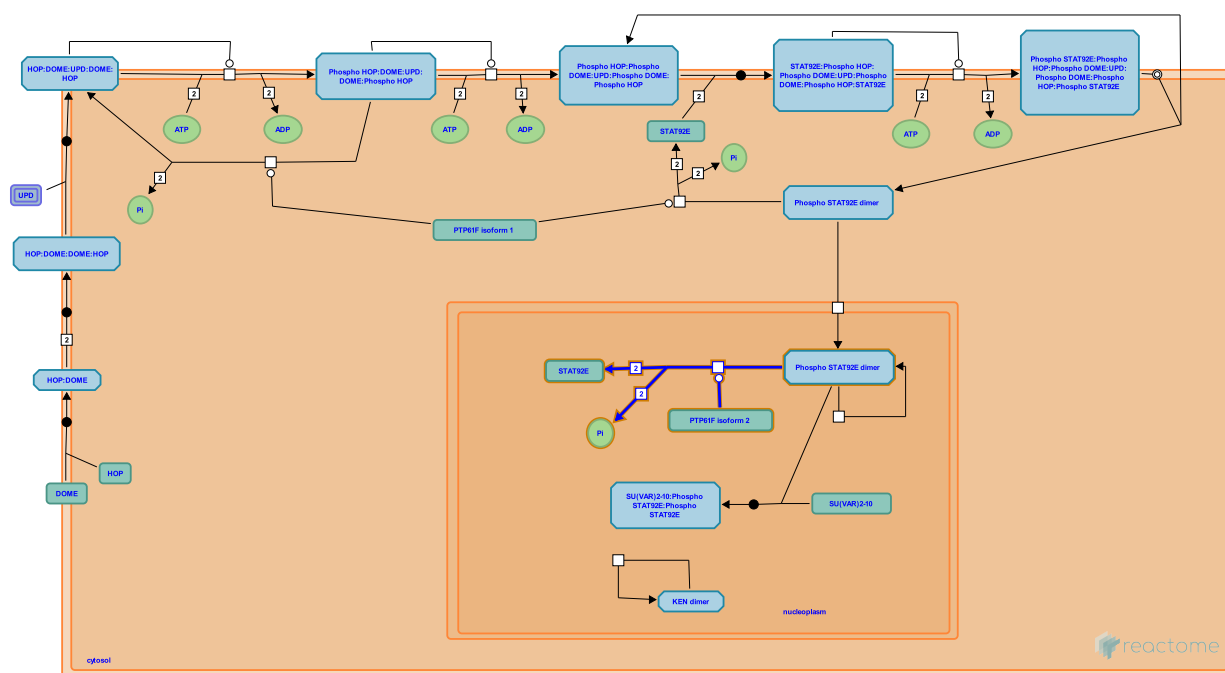 HOP:DOME:UPD:DOME:
HOP
Phospho HOP:DOME:UPD:
DOME:Phospho HOP
Phospho HOP:Phospho
DOME:UPD:Phospho DOME:
Phospho HOP
STAT92E:Phospho HOP:
Phospho DOME:UPD:Phospho
DOME:Phospho HOP:STAT92E
Phospho STAT92E:Phospho
HOP:Phospho DOME:UPD:
Phospho DOME:Phospho
HOP:Phospho STAT92E
2
2
2
2
2
2
2
ATP
ADP
ATP
ADP
STAT92E
ATP
ADP
2
2
Pi
2
Pi
UPD
Phospho STAT92E dimer
PTP61F isoform 1
HOP:DOME:DOME:HOP
2
HOP:DOME
HOP
DOME
STAT92E
2
2
Pi
Phospho STAT92E dimer
PTP61F isoform 2
SU(VAR)2-10:Phospho
STAT92E:Phospho
STAT92E
SU(VAR)2-10
KEN dimer
nucleoplasm
cytosol
reactome